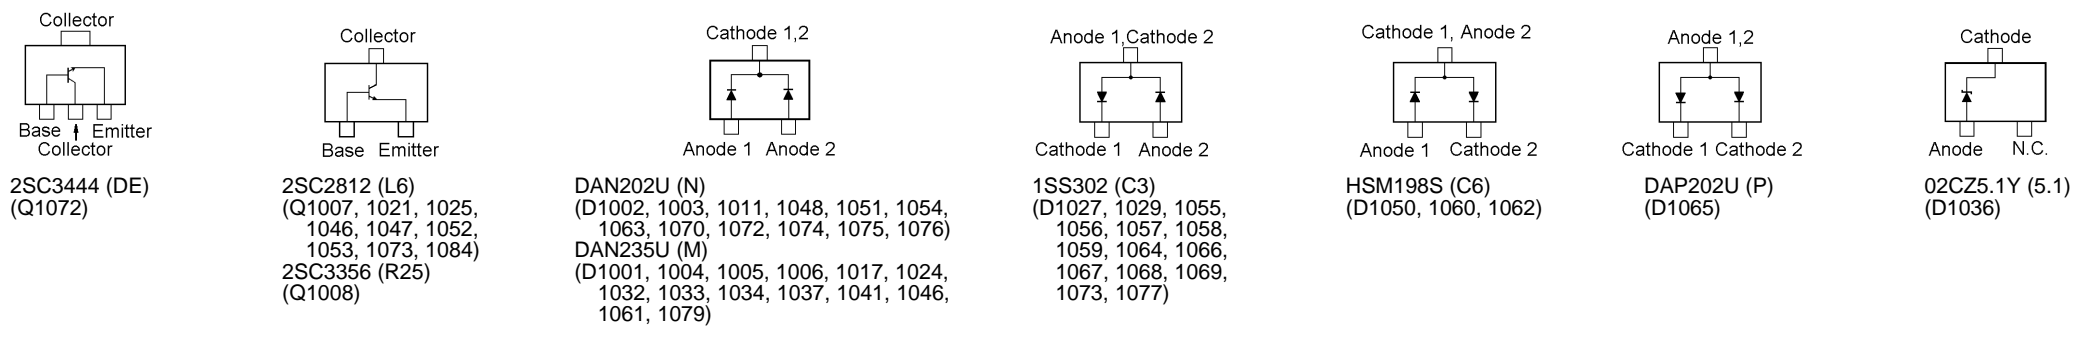 Collector
Base
Emitter
Collector
2SC3444 (DE)
(Q1072)
Collector
Base
Emitter
2SC2812 (L6)
(Q1007, 1021, 1025,
1046, 1047, 1052,
1053, 1073, 1084)
2SC3356 (R25)
(Q1008)
Cathode 1,2
Anode 1
Anode 2
DAN202U (N)
(D1002, 1003, 1011, 1048, 1051, 1054,
1063, 1070, 1072, 1074, 1075, 1076)
DAN235U (M)
(D1001, 1004, 1005, 1006, 1017, 1024,
1032, 1033, 1034, 1037, 1041, 1046,
1061, 1079)
Anode 1,Cathode 2
Cathode 1
Anode 2
1SS302 (C3)
(D1027, 1029, 1055,
1056, 1057, 1058,
1059, 1064, 1066,
1067, 1068, 1069,
1073, 1077)
Cathode 1, Anode 2
Anode 1
Cathode 2
HSM198S (C6)
(D1050, 1060, 1062)
Anode 1,2
Cathode 1
Cathode 2
DAP202U (P)
(D1065)
Cathode
Anode
N.C.
02CZ5.1Y (5.1)
(D1036)